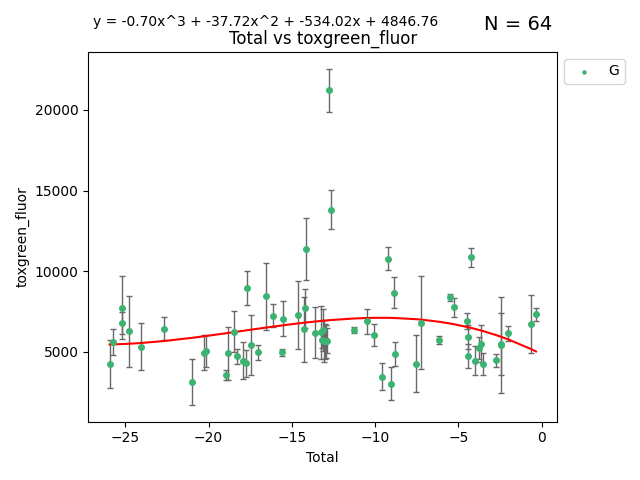 y = -0.70x^3 + -37.72x^2 + -534.02x + 4846.76
N = 64
Total vs toxgreen_fluor
G
toxgreen_fluor
20000
15000
10000
5000
−25
−20
−15
−10
−5
0
Total